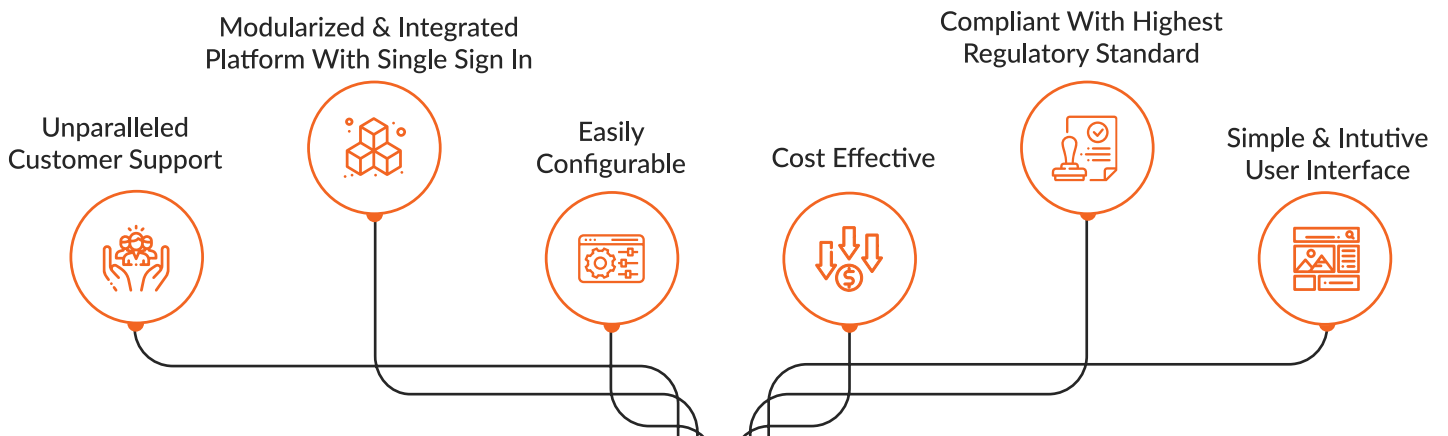 Unparalleled
Customer Support
Modularized & Integrated
Platform With Single Sign In
Easily
Configurable
Cost Effective
Compliant With Highest
Regulatory Standard
Simple & Intutive
User Interface
$